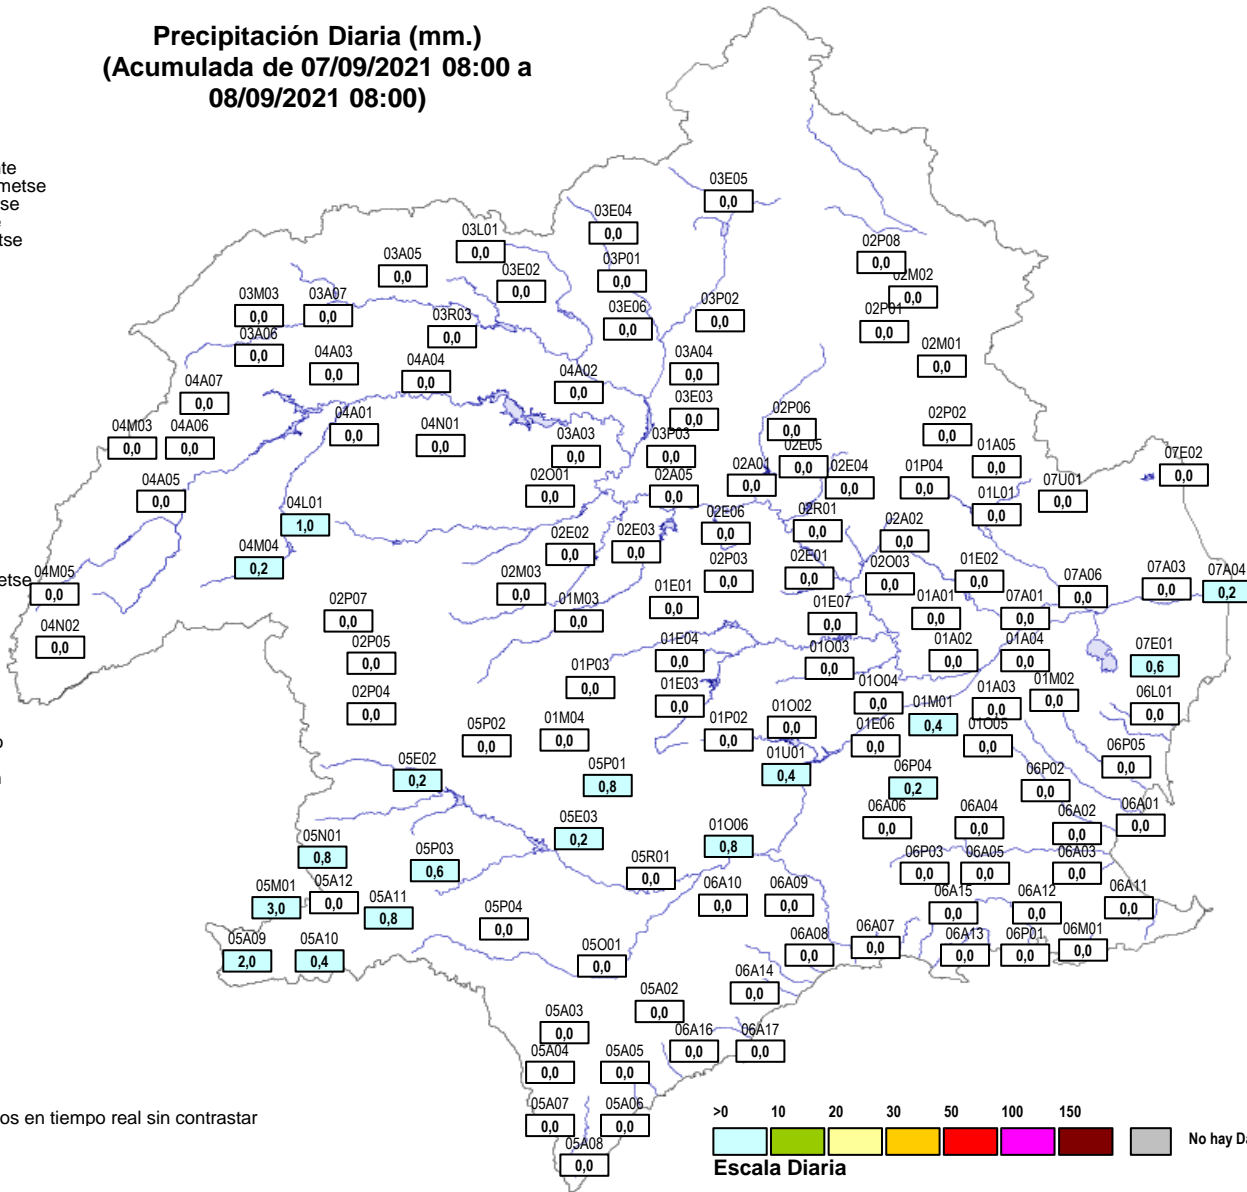 Precipitación Diaria (mm.)
(Acumulada de 07/09/2021 08:00 a
08/09/2021 08:00)
nte
metse
se
tse
03E05
0,0
03E04
0,0
03L01
0,0
03P01
0,0
02P08
0,0
03A05
0,0
03E02
0,0
02M02
0,0
03M03
0,0
03A07
0,0
03P02
0,0
03E06
0,0
02P01
0,0
03R03
0,0
03A06
0,0
04A03
0,0
04A04
0,0
03A04
0,0
02M01
0,0
04A02
0,0
04A07
0,0
03E03
0,0
02P06
0,0
02P02
0,0
04A01
0,0
04M03
0,0
04A06
0,0
04N01
0,0
03A03
0,0
03P03
0,0
02E05
0,0
01A05
0,0
07E02
0,0
02E04
0,0
01P04
0,0
02A01
0,0
02O01
0,0
02A05
0,0
04A05
0,0
07U01
0,0
01L01
0,0
04L01
1,0
02R01
0,0
02E06
0,0
02A02
0,0
02E02
0,0
02E03
0,0
04M04
0,2
metse
04M05
0,0
02P03
0,0
02E01
0,0
02O03
0,0
01E02
0,0
07A06
0,0
07A03
0,0
07A04
0,2
02M03
0,0
01E01
0,0
01M03
0,0
02P07
0,0
01E07
0,0
01A01
0,0
07A01
0,0
04N02
0,0
02P05
0,0
01E04
0,0
01O03
0,0
01A02
0,0
01A04
0,0
07E01
0,6
01P03
0,0
01E03
0,0
01O04
0,0
01A03
0,0
01M02
0,0
06L01
0,0
02P04
0,0
01M01
0,4
01O02
0,0
05P02
0,0
01M04
0,0
01P02
0,0
01E06
0,0
01O05
0,0
06P05
0,0
05E02
0,2
05P01
0,8
01U01
0,4
06P04
0,2
06P02
0,0
06A06
0,0
06A04
0,0
06A02
0,0
06A01
0,0
05E03
0,2
01O06
0,8
05N01
0,8
05P03
0,6
05R01
0,0
06P03
0,0
06A05
0,0
06A03
0,0
05M01
3,0
05A12
0,0
05A11
0,8
06A10
0,0
06A09
0,0
06A15
0,0
06A12
0,0
06A11
0,0
05P04
0,0
05A09
2,0
05A10
0,4
05O01
0,0
06A08
0,0
06A07
0,0
06A13
0,0
06P01
0,0
06M01
0,0
06A14
0,0
05A02
0,0
05A03
0,0
06A16
0,0
06A17
0,0
05A04
0,0
05A05
0,0
05A07
0,0
05A06
0,0
05A08
0,0
os en tiempo real sin contrastar
>0 10 20 30 50 100 150
No hay Da
Escala Diaria